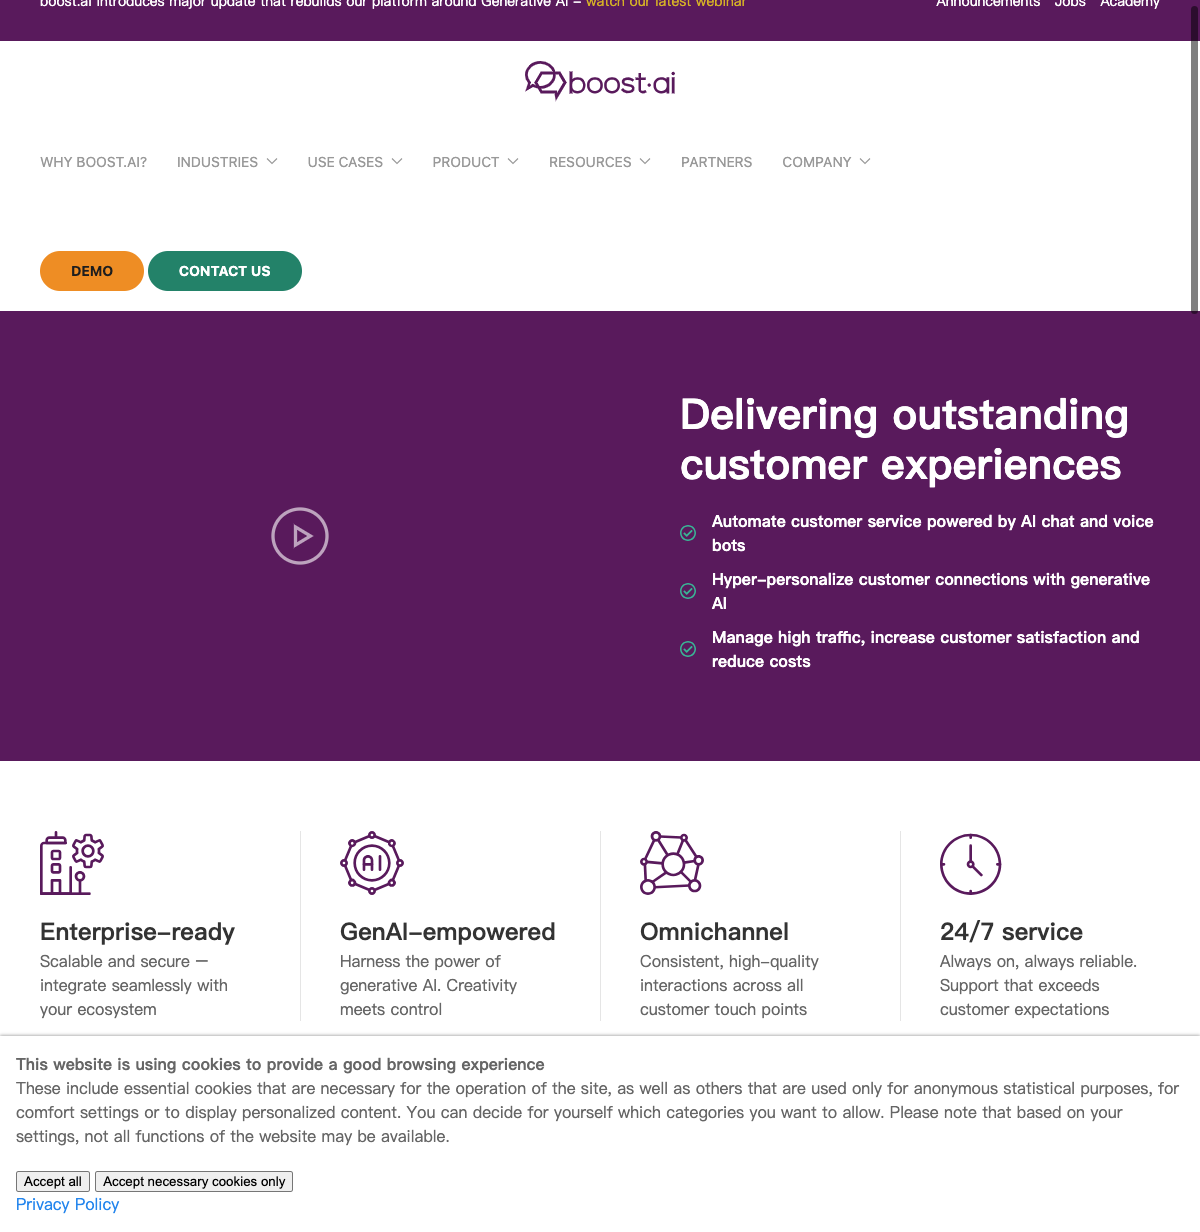 boost.ai introduces major update that rebuilds our platform around Generative AI – watch our latest webinar
Announcements Jobs Academy
boost.ai
WHY BOOST.AI? INDUSTRIES USE CASES PRODUCT RESOURCES PARTNERS COMPANY
DEMO CONTACT US
Delivering outstanding
customer experiences
Automate customer service powered by AI chat and voice
bots
Hyper-personalize customer connections with generative
AI
Manage high traffic, increase customer satisfaction and
reduce costs
AI
Enterprise-ready
Scalable and secure —
integrate seamlessly with
your ecosystem
GenAI-empowered
Harness the power of
generative AI. Creativity
meets control
Omnichannel
Consistent, high-quality
interactions across all
customer touch points
24/7 service
Always on, always reliable.
Support that exceeds
customer expectations
This website is using cookies to provide a good browsing experience
These include essential cookies that are necessary for the operation of the site, as well as others that are used only for anonymous statistical purposes, for
comfort settings or to display personalized content. You can decide for yourself which categories you want to allow. Please note that based on your
settings, not all functions of the website may be available.
Accept all Accept necessary cookies only
Privacy Policy